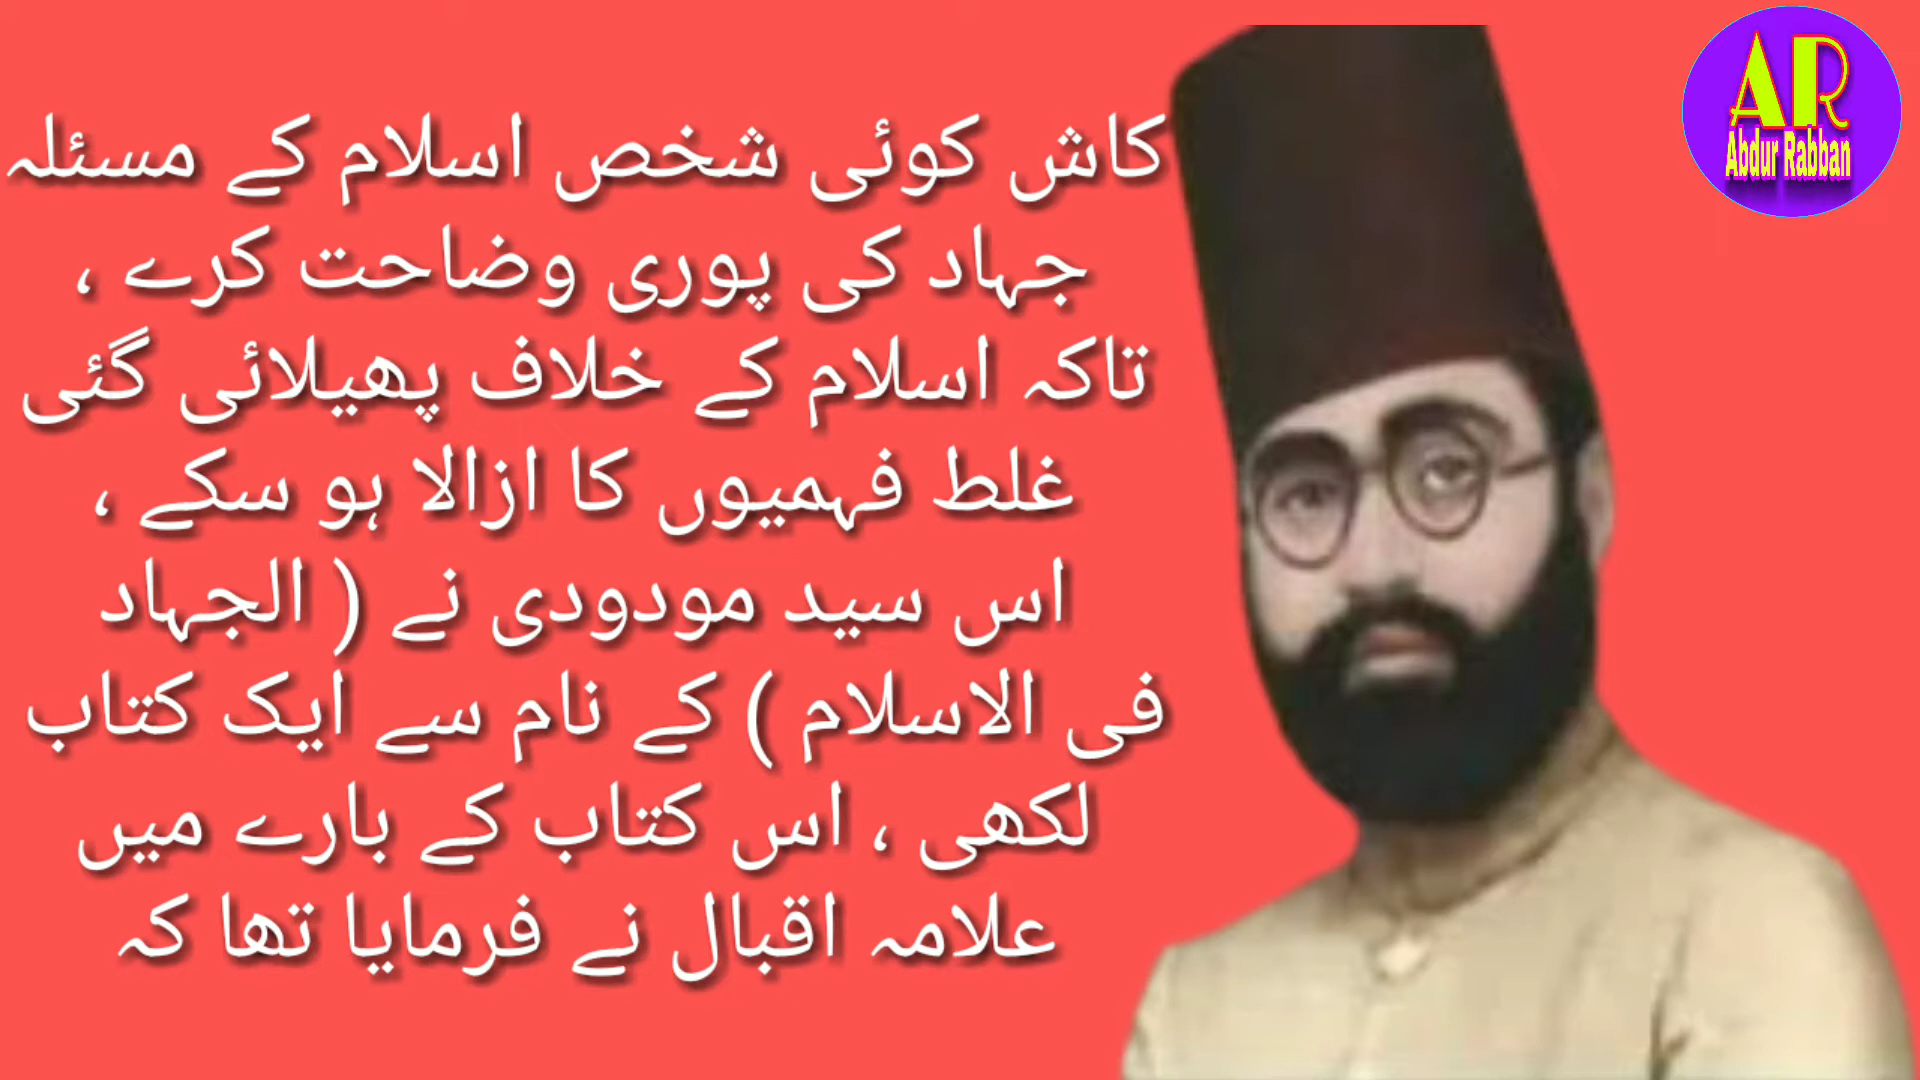 کاش کوئی شخص اسلام کے مسئلہ
جہاد کی پوری وضاحت کرے ،
تاکہ اسلام کے خلاف پھیلائی گئی
غلط فہمیوں کا ازالا ہو سکے ،
اس سید مودودی نے ( الجہاد
فی الاسلام ) کے نام سے ایک کتاب
لکھی ، اس کتاب کے بارے میں
علامہ اقبال نے فرمایا تھا کہ
AR
Abdur Rabban